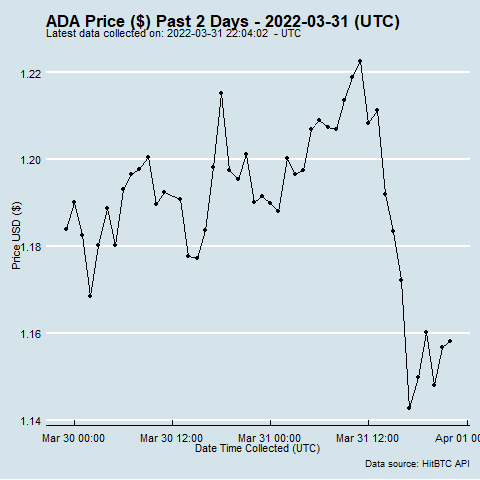 ADA Price ($) Past 2 Days - 2022-03-31 (UTC)
Latest data collected on: 2022-03-31 22:04:02 - UTC
1.22
1.20
1.18
1.16
1.14
Price USD ($)
Mar 30 00:00 Mar 30 12:00 Mar 31 00:00 Mar 31 12:00 Apr 01 00
Date Time Collected (UTC)
Data source: HitBTC API